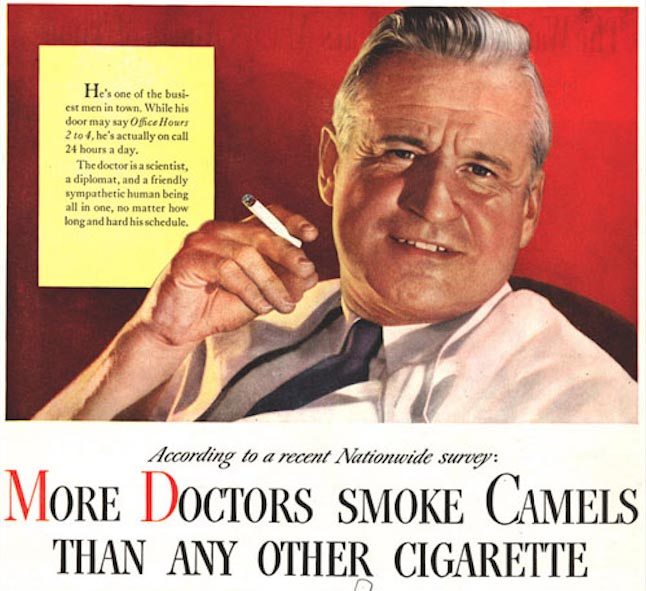 He's one of the busi-
est men in town. While his
door may say Office Hours
2 to 4, he's actually on call
24 hours a day.
The doctor is a scientist,
a diplomat, and a friendly
sympathetic human being
all in one, no matter how
long and hard his schedule.
According to a recent Nationwide survey:
MORE DOCTORS SMOKE CAMELS
THAN ANY OTHER CIGARETTE